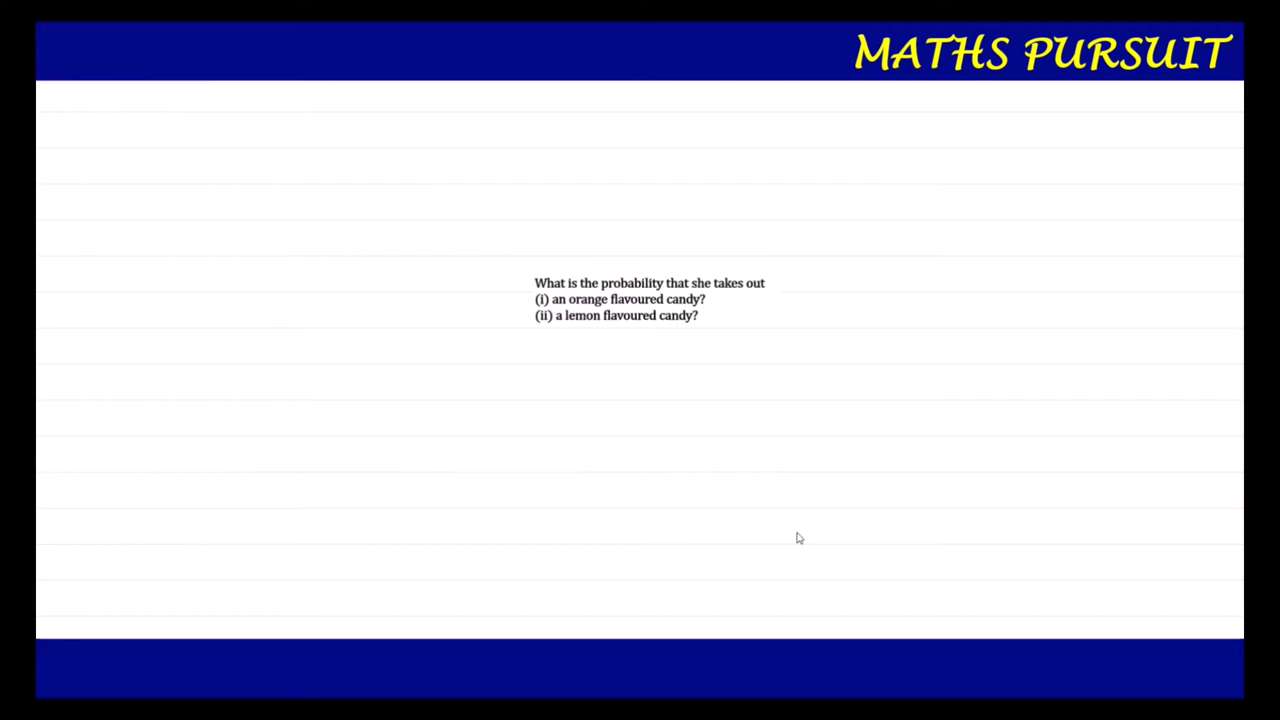 MATHS PURSUIT
What is the probability that she takes out
(i) an orange flavoured candy?
(ii) a lemon flavoured candy?